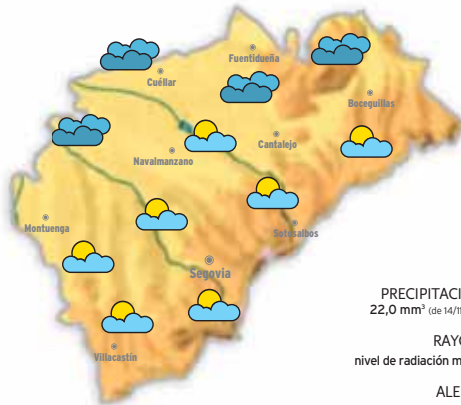 Fuentidueña
Cuéllar
Boceguillas
Cantalejo
Navalmanzano
Montuenga
Sotosalbos
Segovia
PRECIPITACI
22,0 mm³ (de 14/11
RAYO
nivel de radiación m
Villacastín
ALE